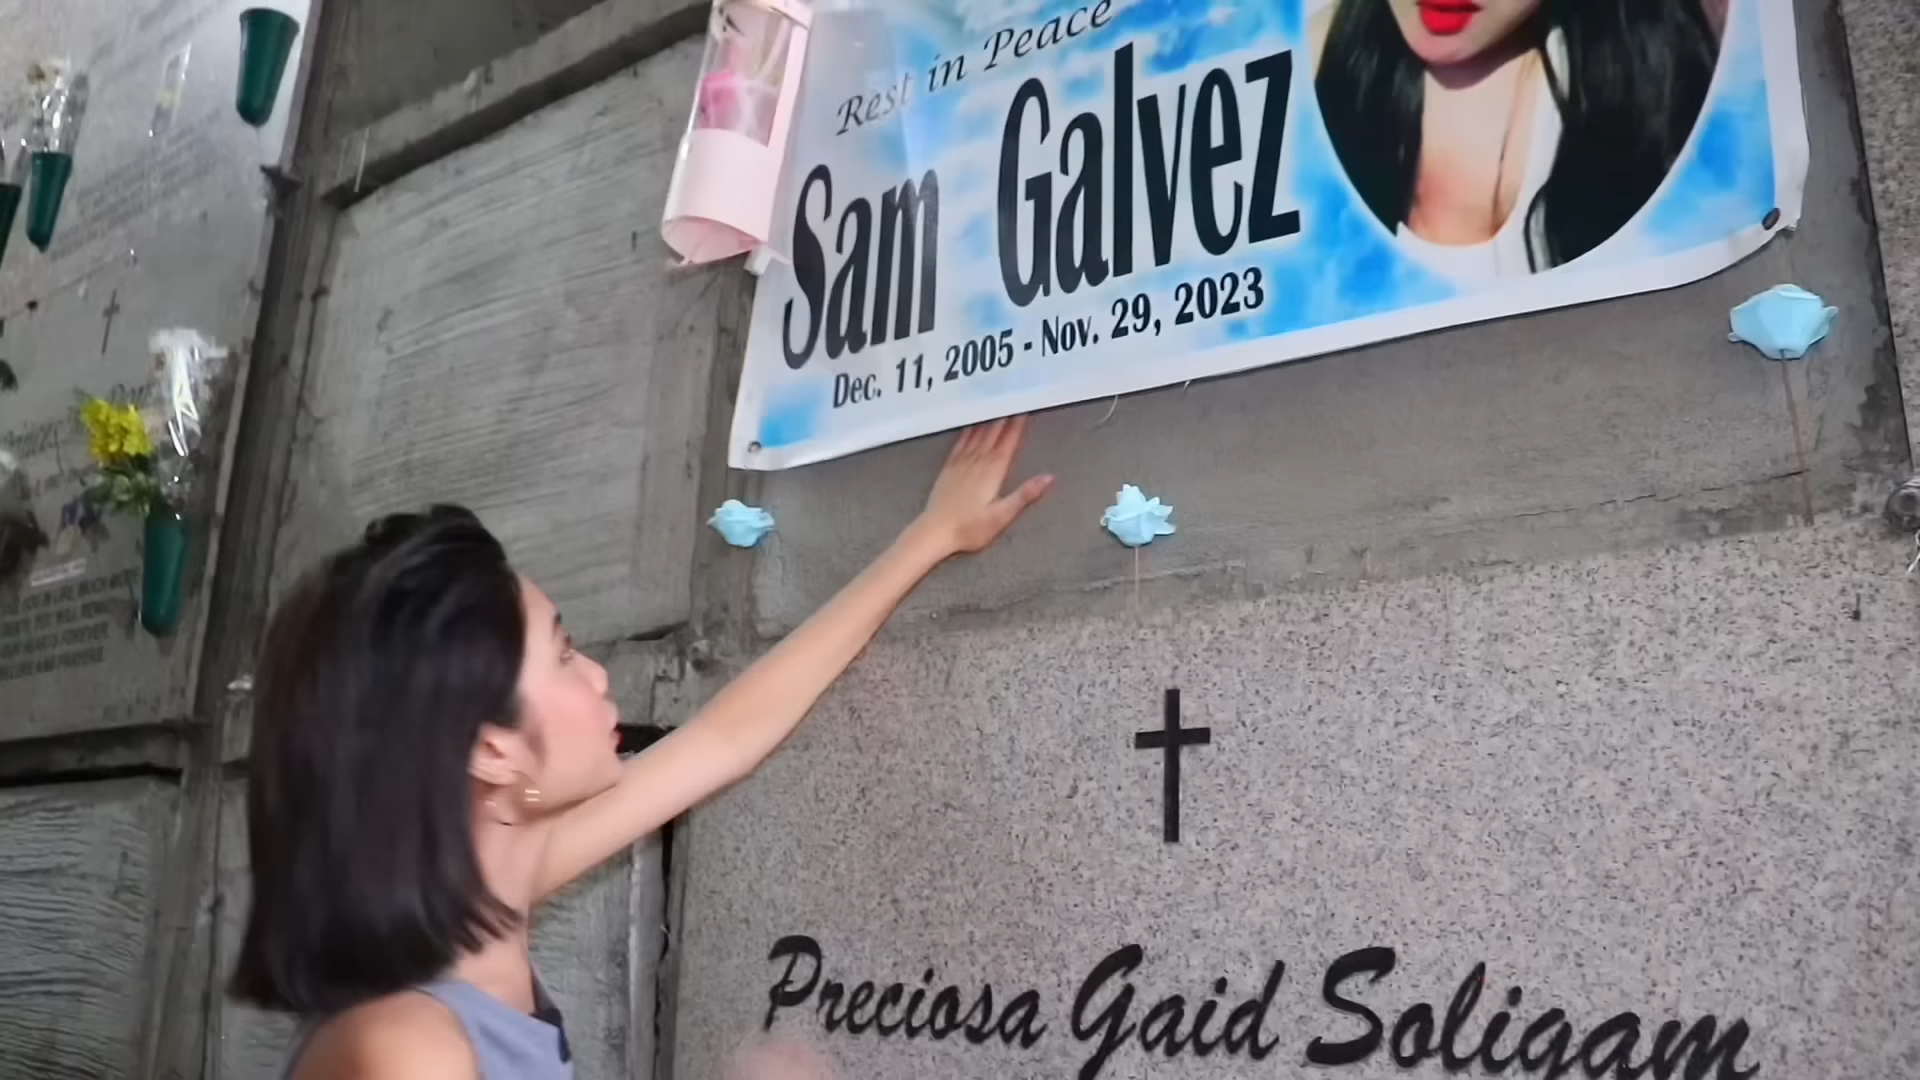 Rest in Peace
Sam Galvez
Dec. 11, 2005 - Nov. 29, 2023
Preciosa Gaid Soligam